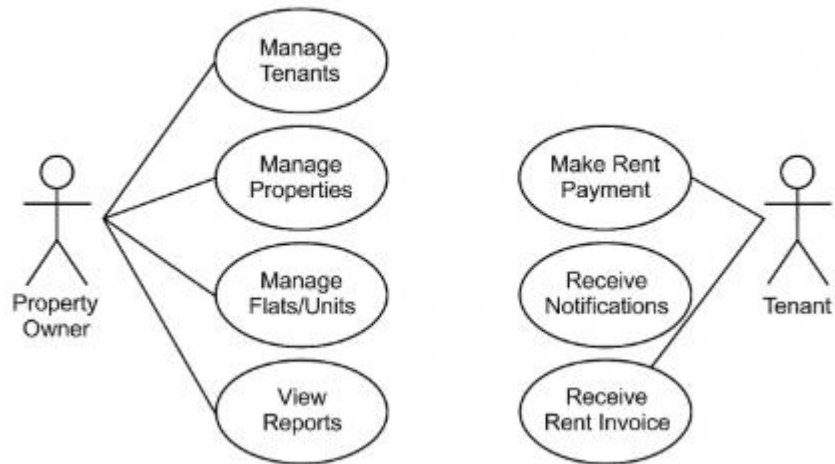 Manage
Tenants
Manage
Properties
Make Rent
Payment
Manage
Flats/Units
Receive
Notifications
Property
Owner
Tenant
View
Reports
Receive
Rent Invoice